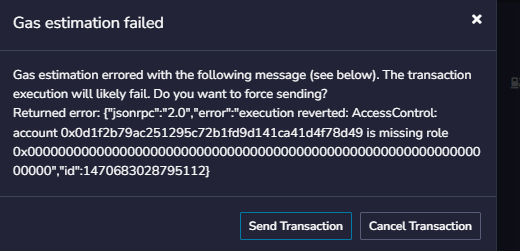 Gas estimation failed
Gas estimation errored with the following message (see below). The transaction
execution will likely fail. Do you want to force sending?
Returned error: {"jsonrpc":"2.0","error":"execution reverted: AccessControl:
account 0x0d1f2b79ac251295c72b1fd9d141ca41d4f78d49 is missing role
0x00000000000000000000000000000000000000000000000000000000000
00000","id":1470683028795112}
Send Transaction
Cancel Transaction